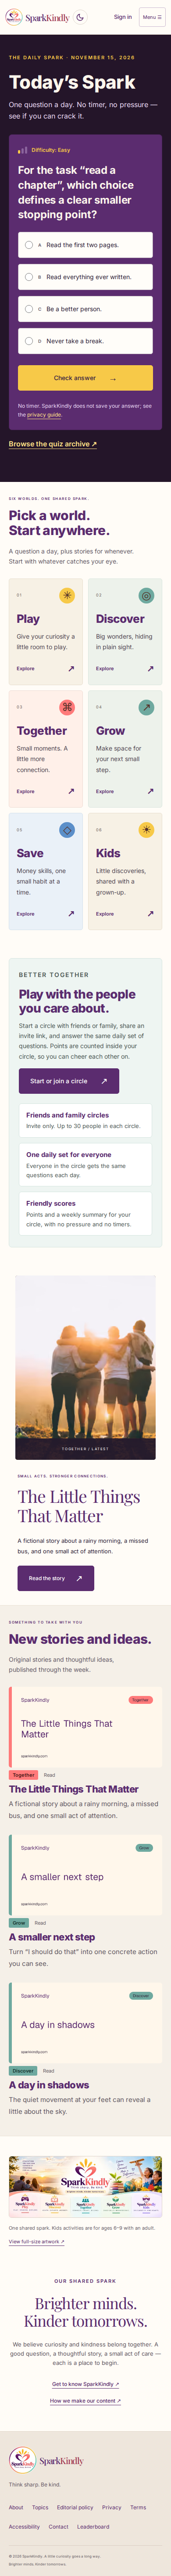 SparkKindly
Sign in
Menu ☰
THE DAILY SPARK · NOVEMBER 15, 2026
Today’s Spark
One question a day. No timer, no pressure —
see if you can crack it.
Difficulty: Easy
For the task “read a
chapter”, which choice
defines a clear smaller
stopping point?
A Read the first two pages.
B Read everything ever written.
C Be a better person.
D Never take a break.
Check answer →
No timer. SparkKindly does not save your answer; see
the privacy guide.
Browse the quiz archive ↗
SIX WORLDS. ONE SHARED SPARK.
Pick a world.
Start anywhere.
A question a day, plus stories for whenever.
Start with whatever catches your eye.
01
Play
Give your curiosity a
little room to play.
Explore ↗
02
Discover
Big wonders, hiding
in plain sight.
Explore ↗
03
Together
Small moments. A
little more
connection.
Explore ↗
04
Grow
Make space for
your next small
step.
Explore ↗
05
Save
Money skills, one
small habit at a
time.
Explore ↗
06
Kids
Little discoveries,
shared with a
grown-up.
Explore ↗
BETTER TOGETHER
Play with the people
you care about.
Start a circle with friends or family, share an
invite link, and answer the same daily set of
questions. Points are scored inside your
circle, so you can cheer each other on.
Start or join a circle ↗
Friends and family circles
Invite only. Up to 30 people in each circle.
One daily set for everyone
Everyone in the circle gets the same
questions each day.
Friendly scores
Points and a weekly summary for your
circle, with no pressure and no timers.
TOGETHER / LATEST
SMALL ACTS. STRONGER CONNECTIONS.
The Little Things
That Matter
A fictional story about a rainy morning, a missed
bus, and one small act of attention.
Read the story ↗
SOMETHING TO TAKE WITH YOU
New stories and ideas.
Original stories and thoughtful ideas,
published through the week.
SparkKindly
Together
The Little Things That
Matter
sparkkindly.com
Together Read
The Little Things That Matter
A fictional story about a rainy morning, a missed
bus, and one small act of attention.
SparkKindly
Grow
A smaller next step
sparkkindly.com
Grow Read
A smaller next step
Turn “I should do that” into one concrete action
you can see.
SparkKindly
Discover
A day in shadows
sparkkindly.com
Discover Read
A day in shadows
The quiet movement at your feet can reveal a
little about the sky.
SparkKindly
One shared spark. Kids activities are for ages 6–9 with an adult.
View full-size artwork ↗
OUR SHARED SPARK
Brighter minds.
Kinder tomorrows.
We believe curiosity and kindness belong together. A
good question, a thoughtful story, a small act of care —
each is a place to begin.
Get to know SparkKindly ↗
How we make our content ↗
SparkKindly
Think sharp. Be kind.
About Topics Editorial policy Privacy Terms
Accessibility Contact Leaderboard
© 2026 SparkKindly. A little curiosity goes a long way.
Brighter minds. Kinder tomorrows.